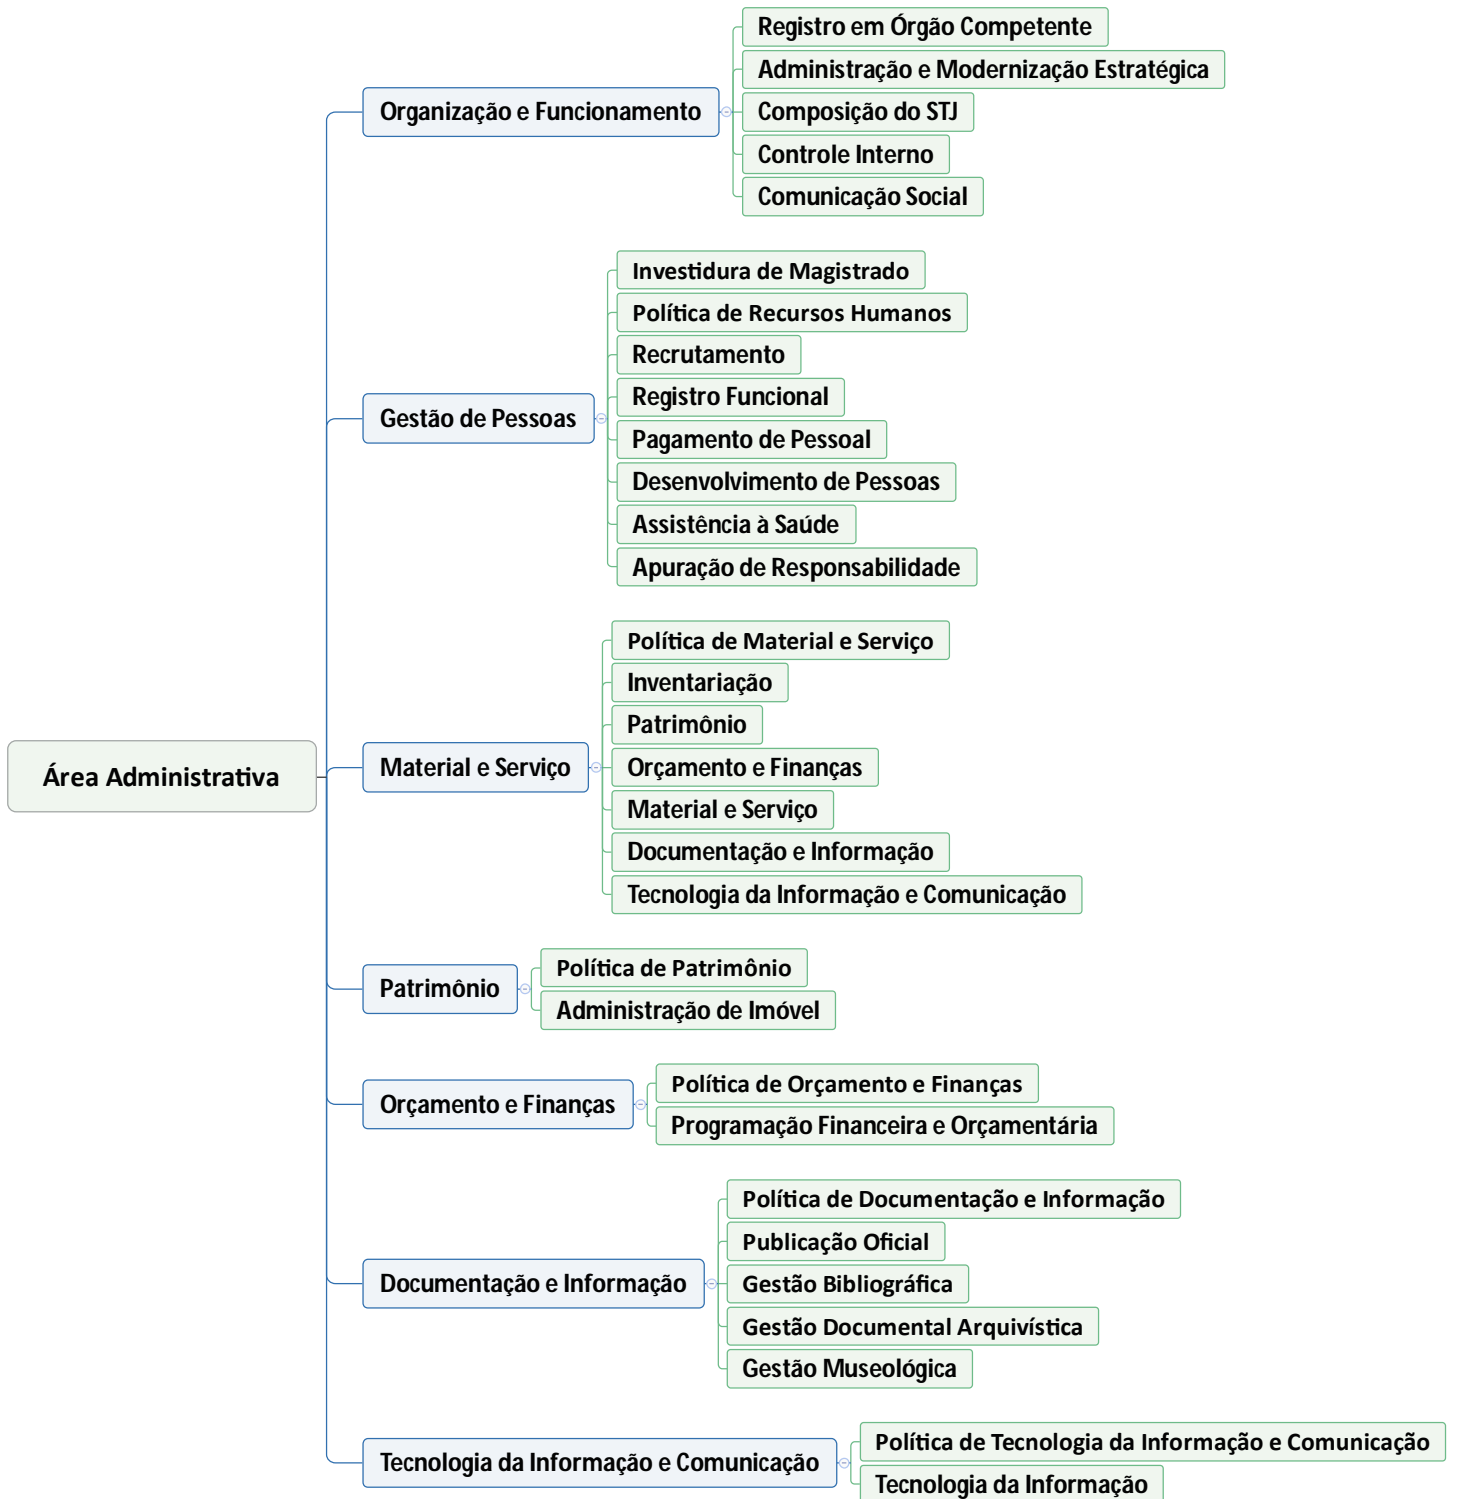 Área Administrativa
Organização e Funcionamento
Registro em Órgão Competente
Administração e Modernização Estratégica
Composição do STJ
Controle Interno
Comunicação Social
Gestão de Pessoas
Investidura de Magistrado
Política de Recursos Humanos
Recrutamento
Registro Funcional
Pagamento de Pessoal
Desenvolvimento de Pessoas
Assistência à Saúde
Apuração de Responsabilidade
Material e Serviço
Política de Material e Serviço
Inventariação
Patrimônio
Orçamento e Finanças
Material e Serviço
Documentação e Informação
Tecnologia da Informação e Comunicação
Patrimônio
Política de Patrimônio
Administração de Imóvel
Orçamento e Finanças
Política de Orçamento e Finanças
Programação Financeira e Orçamentária
Documentação e Informação
Política de Documentação e Informação
Publicação Oficial
Gestão Bibliográfica
Gestão Documental Arquivística
Gestão Museológica
Tecnologia da Informação e Comunicação
Política de Tecnologia da Informação e Comunicação
Tecnologia da Informação